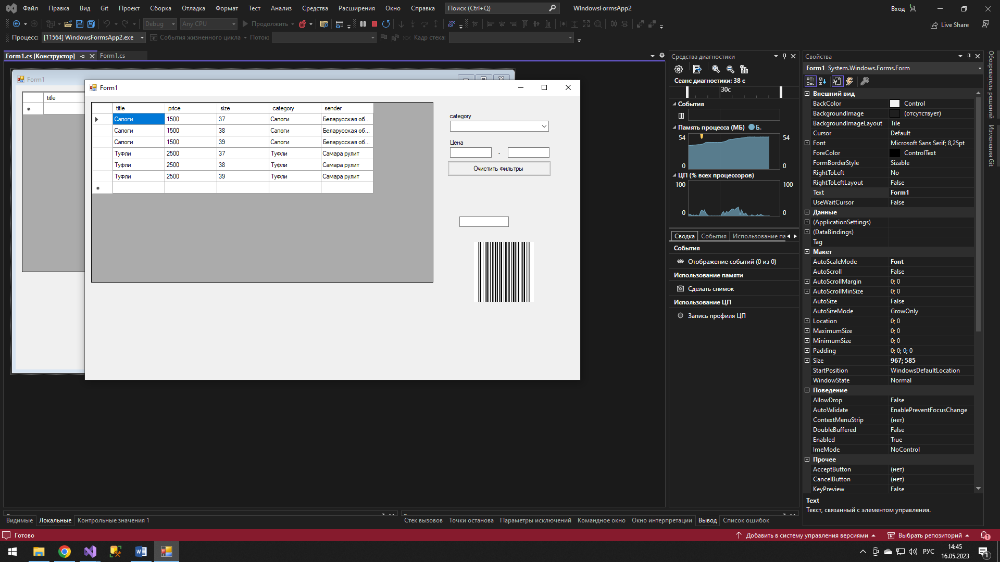 Файл Правка Вид Git Проект Сборка Отладка Формат Тест Анализ Средства Расширения Окно Справка Поиск (Ctrl+Q) WindowsFormsApp2 Вход
Debug Any CPU Продолжить Live Share
Процесс: [11564] WindowsFormsApp2.exe События жизненного цикла Поток: Кадр стека:
Form1.cs [Конструктор] Form1.cs
Form1
title
Form1
title price size category sender
Сапоги 1500 37 Сапоги Беларусская об...
Сапоги 1500 38 Сапоги Беларусская об...
Сапоги 1500 39 Сапоги Беларусская об...
Туфли 2500 37 Туфли Самара рулит
Туфли 2500 38 Туфли Самара рулит
Туфли 2500 39 Туфли Самара рулит
category
Цена
-
Очистить фильтры
Средства диагностики
Сеанс диагностики: 38 с
30с
События
Память процесса (МБ) Б..
54 54
0 0
ЦП (% всех процессоров)
100 100
0 0
Сводка События Использование па
События
Отображение событий (0 из 0)
Использование памяти
Сделать снимок
Использование ЦП
Запись профиля ЦП
Свойства
Form1 System.Windows.Forms.Form
Внешний вид
BackColor Control
BackgroundImage (отсутствует)
BackgroundImageLayout Tile
Cursor Default
Font Microsoft Sans Serif; 8,25pt
ForeColor ControlText
FormBorderStyle Sizable
RightToLeft No
RightToLeftLayout False
Text Form1
UseWaitCursor False
Данные
(ApplicationSettings)
(DataBindings)
Tag
Макет
AutoScaleMode Font
AutoScroll False
AutoScrollMargin 0; 0
AutoScrollMinSize 0; 0
AutoSize False
AutoSizeMode GrowOnly
Location 0; 0
MaximumSize 0; 0
MinimumSize 0; 0
Padding 0; 0; 0; 0
Size 967; 585
StartPosition WindowsDefaultLocation
WindowState Normal
Поведение
AllowDrop False
AutoValidate EnablePreventFocusChange
ContextMenuStrip (нет)
DoubleBuffered False
Enabled True
ImeMode NoControl
Прочее
AcceptButton (нет)
CancelButton (нет)
KeyPreview False
Text
Текст, связанный с элементом управления.
Обозреватель решений
Изменения Git
Видимые Локальные Контрольные значения 1
Стек вызовов Точки останова Параметры исключений Командное окно Окно интерпретации Вывод Список ошибок
Готово Добавить в систему управления версиями Выбрать репозиторий 1
РУС 14:45
16.05.2023 1